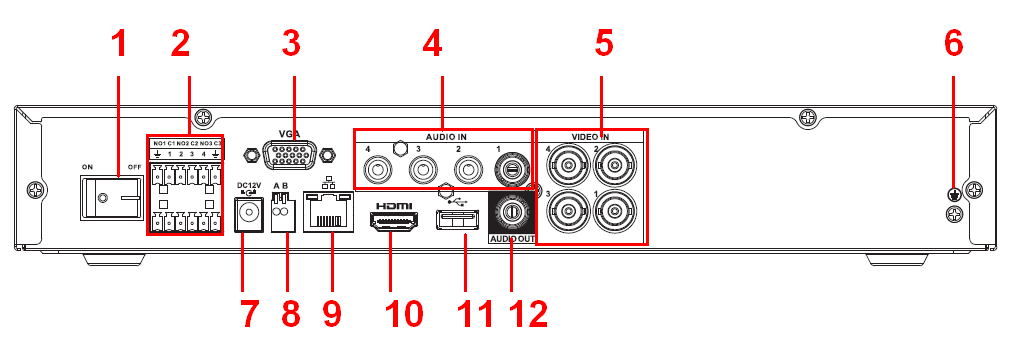 1 2 3 4 5 6
VGA
AUDIO IN
VIDEO IN
NO1 C1 NO2 C2 NO3 C3
1 2 3 4
4 3 2 1
4 2
ON OFF
DC12V
A B
HDMI
3 1
AUDIO OUT
7 8 9 10 11 12